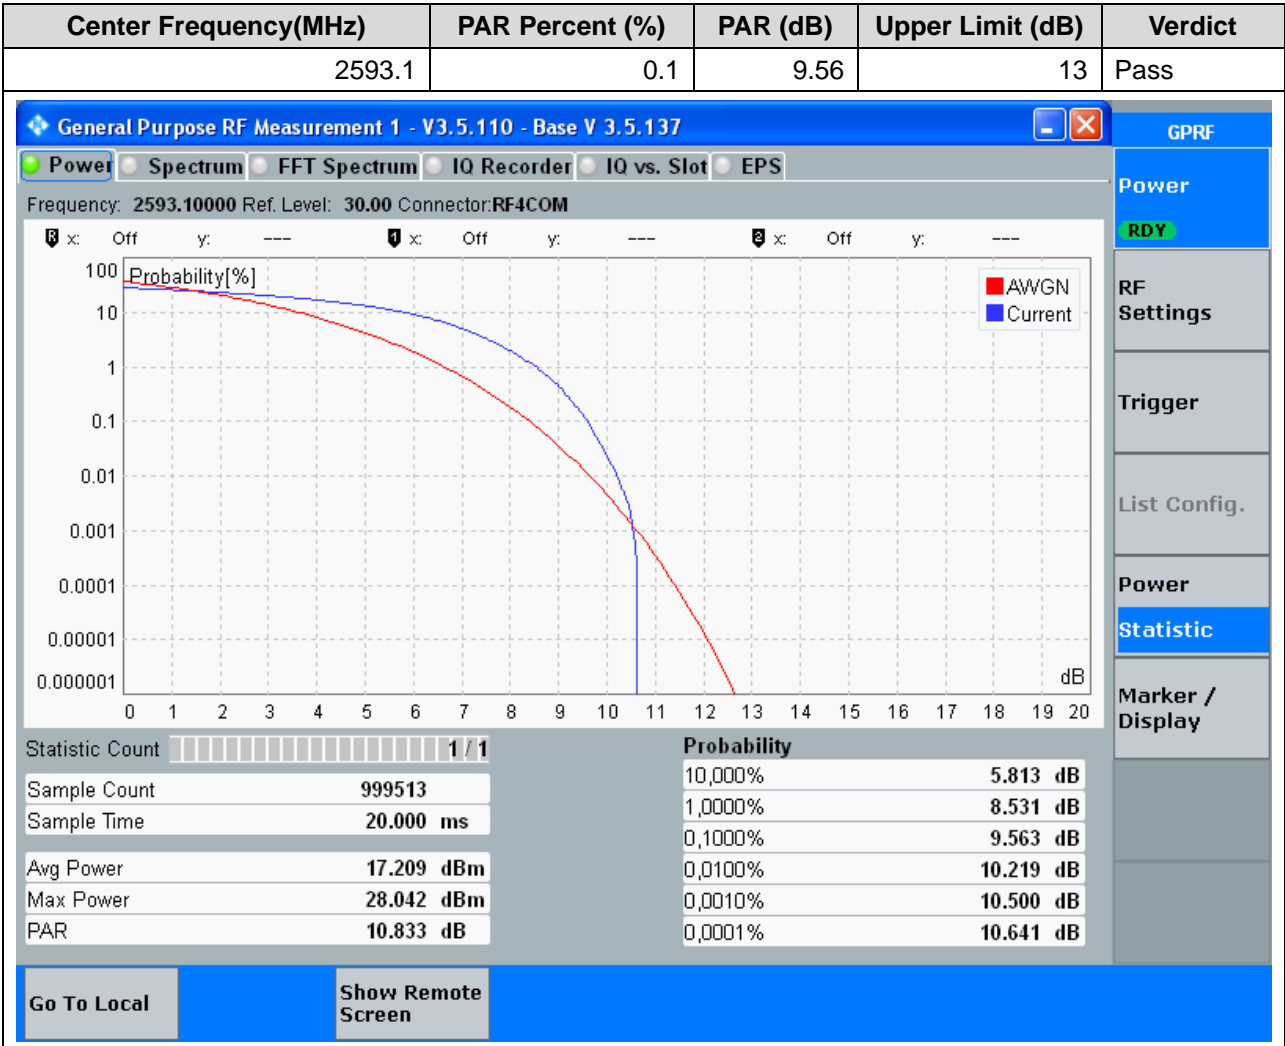 Center Frequency(MHz) PAR Percent (%) PAR (dB) Upper Limit (dB) Verdict
2593.1 0.1 9.56 13 Pass
General Purpose RF Measurement 1 - V3.5.110 - Base V 3.5.137
GPRF
Power Spectrum FFT Spectrum IQ Recorder IQ vs. Slot EPS
Power
RDY
Frequency: 2593.10000 Ref. Level: 30.00 Connector:RF4COM
R x: Off y: --- 1 x: Off y: --- 2 x: Off y: ---
Probability[%]
AWGN
Current
100
10
1
0.1
0.01
0.001
0.0001
0.00001
0.000001
dB
0 1 2 3 4 5 6 7 8 9 10 11 12 13 14 15 16 17 18 19 20
RF
Settings
Trigger
List Config.
Power
Statistic
Marker /
Display
Statistic Count 1 / 1
Sample Count 999513
Sample Time 20.000 ms
Avg Power 17.209 dBm
Max Power 28.042 dBm
PAR 10.833 dB
Probability
10,000% 5.813 dB
1,0000% 8.531 dB
0,1000% 9.563 dB
0,0100% 10.219 dB
0,0010% 10.500 dB
0,0001% 10.641 dB
Go To Local
Show Remote
Screen